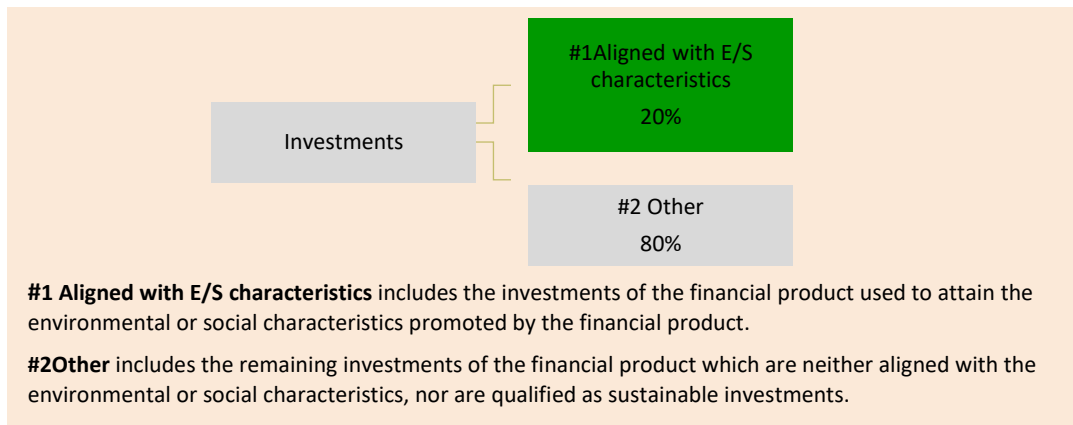 #1Aligned with E/S
characteristics
20%
Investments
#2 Other
80%
#1 Aligned with E/S characteristics includes the investments of the financial product used to attain the
environmental or social characteristics promoted by the financial product.
#2Other includes the remaining investments of the financial product which are neither aligned with the
environmental or social characteristics, nor are qualified as sustainable investments.